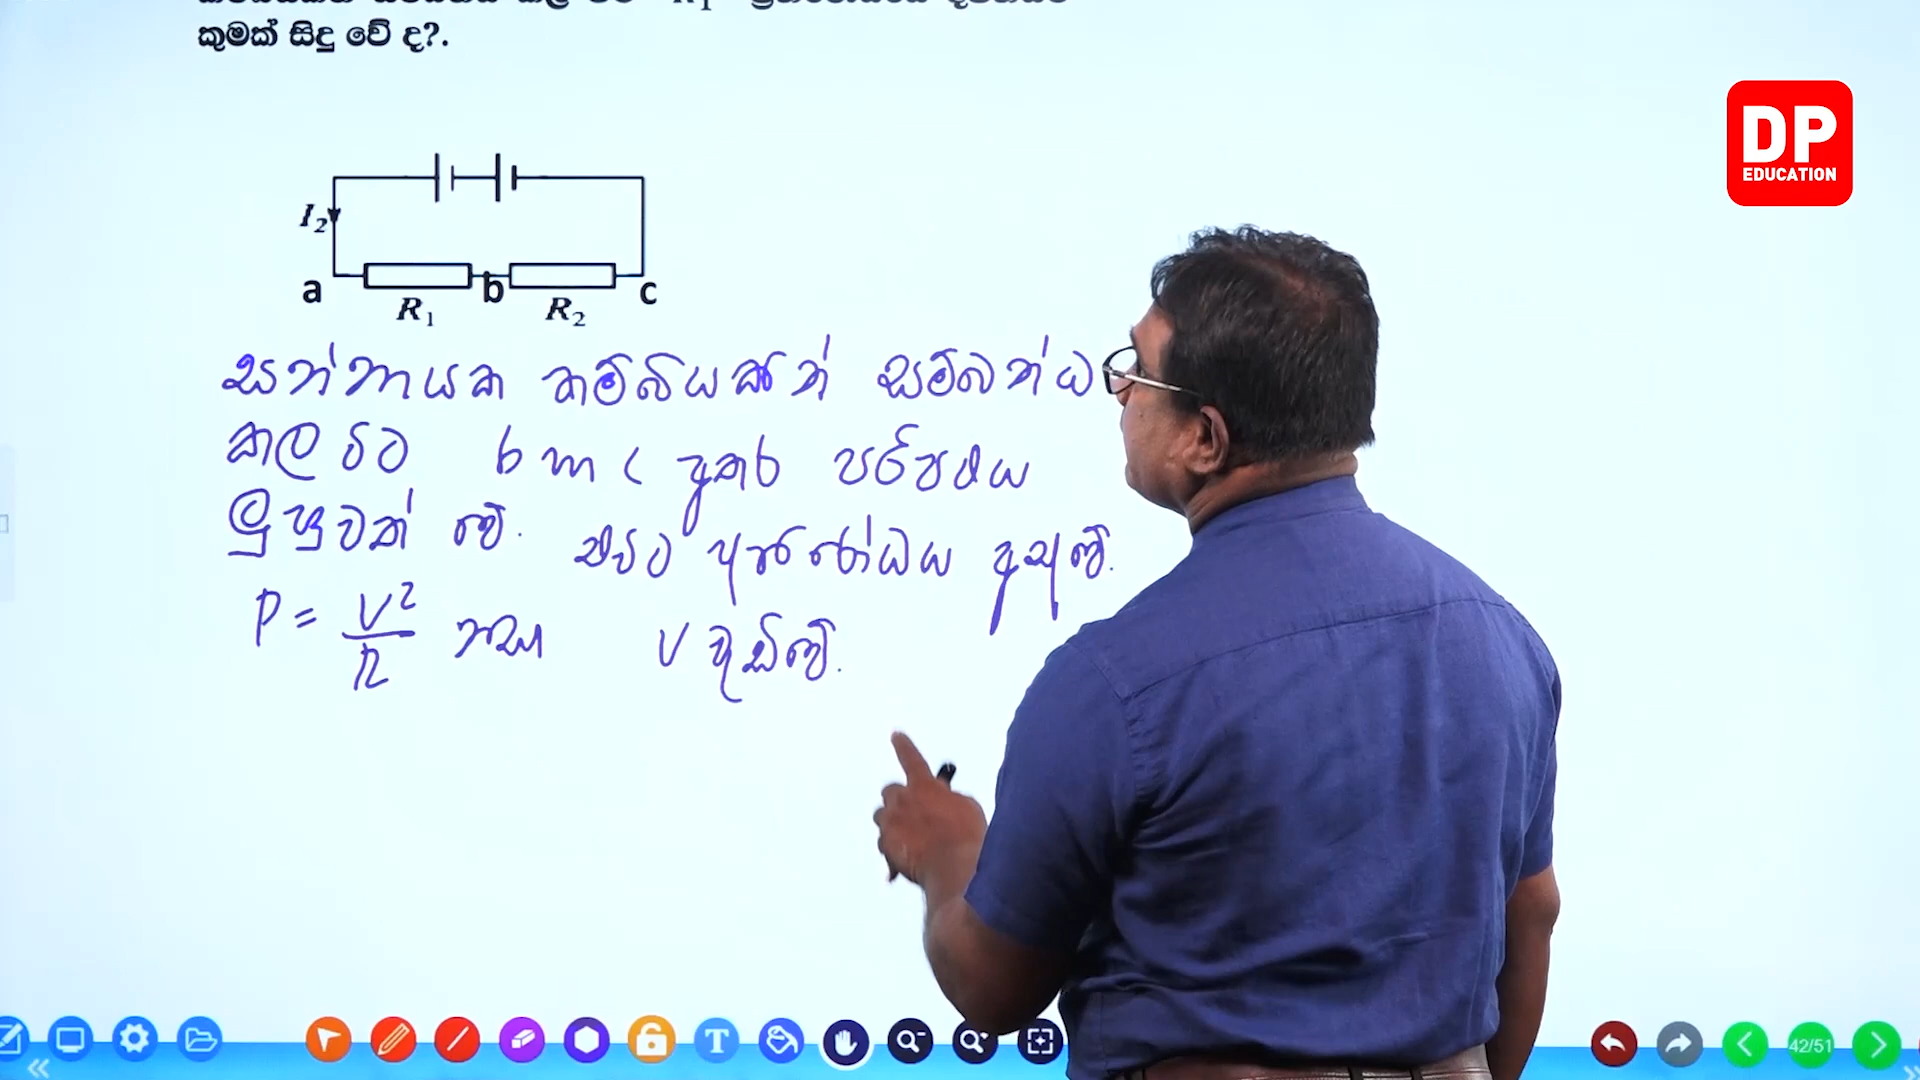 R₁
කුමක් සිදු වේ ද?.
DP
EDUCATION
I₂
a R₁ b R₂ c
සන්නායක කම්බියකින් සම්බන්ධ
කල විට b හා c අතර පරිපථය
ලුහුවත් වේ. එවිට ප්‍රතිරෝධය අඩුවේ.
P = V²/R නිසා V වැඩිවේ.
T
42/51